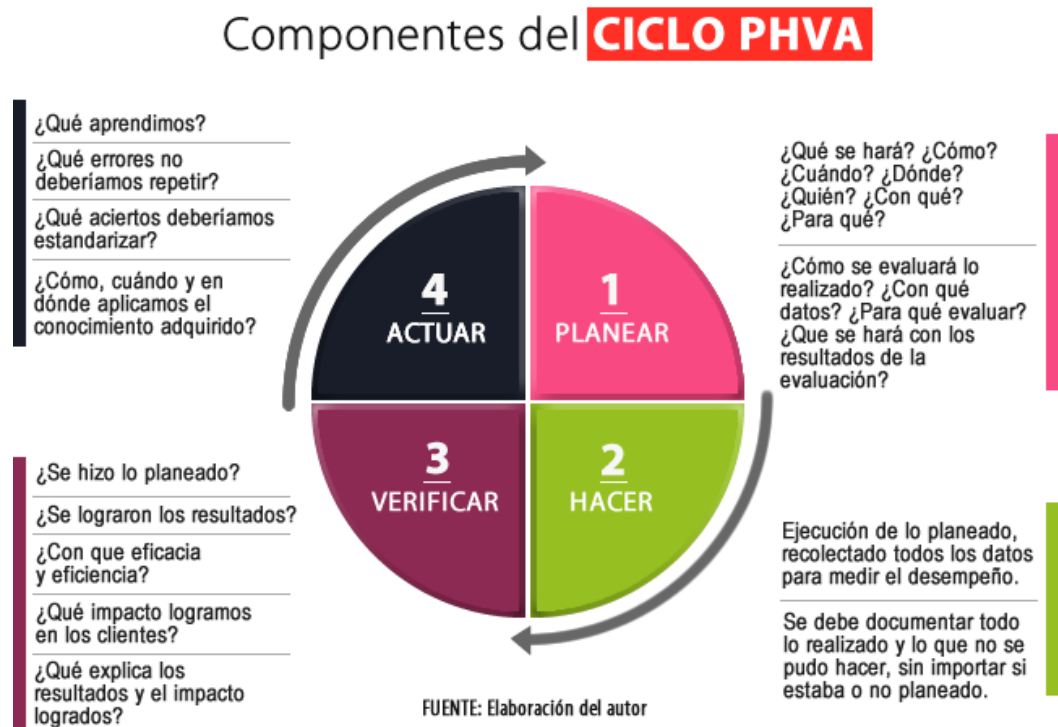 Componentes del CICLO PHVA
¿Qué aprendimos?
¿Qué errores no
deberíamos repetir?
¿Qué aciertos deberíamos
estandarizar?
¿Cómo, cuándo y en
dónde aplicamos el
conocimiento adquirido?
4
ACTUAR
1
PLANEAR
¿Qué se hará? ¿Cómo?
¿Cuándo? ¿Dónde?
¿Quién? ¿Con qué?
¿Para qué?
¿Cómo se evaluará lo
realizado? ¿Con qué
datos? ¿Para qué evaluar?
¿Que se hará con los
resultados de la
evaluación?
¿Se hizo lo planeado?
¿Se lograron los resultados?
¿Con que eficacia
y eficiencia?
¿Qué impacto logramos
en los clientes?
¿Qué explica los
resultados y el impacto
logrados?
3
VERIFICAR
2
HACER
Ejecución de lo planeado,
recolectado todos los datos
para medir el desempeño.
Se debe documentar todo
lo realizado y lo que no se
pudo hacer, sin importar si
estaba o no planeado.
FUENTE: Elaboración del autor